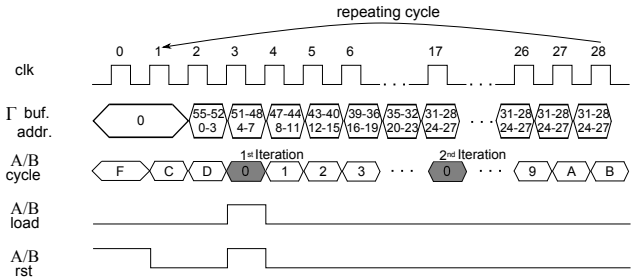 repeating cycle
0 1 2 3 4 5 6 17 26 27 28
clk
. . . . . .
Γ buf. addr.
0 55-52 51-48 47-44 43-40 39-36 35-32 31-28 . . . 31-28 31-28 31-28
0-3 4-7 8-11 12-15 16-19 20-23 24-27 24-27 24-27 24-27
1st Iteration 2nd Iteration
A/B cycle
F C D 0 1 2 3 . . . 0 . . . 9 A B
A/B
load
A/B
rst